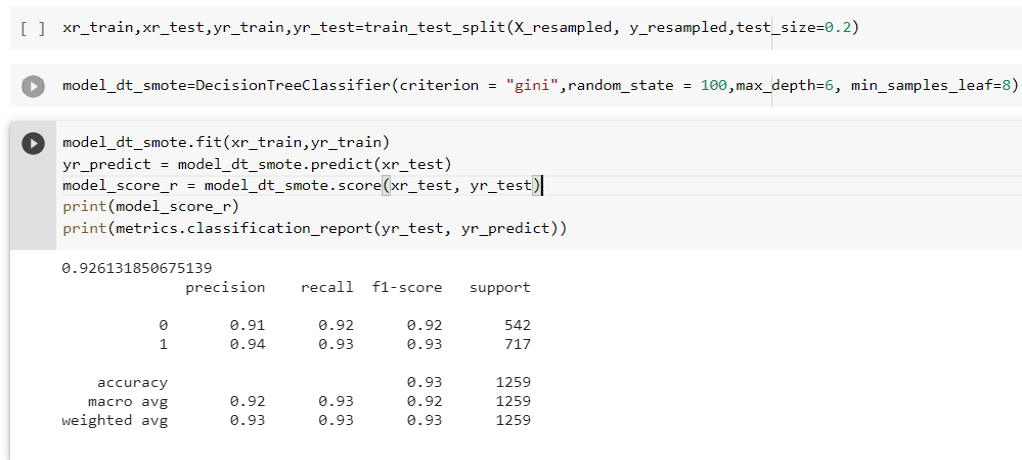 [ ] xr_train,xr_test,yr_train,yr_test=train_test_split(X_resampled, y_resampled,test_size=0.2)
model_dt_smote=DecisionTreeClassifier(criterion = "gini",random_state = 100,max_depth=6, min_samples_leaf=8)
model_dt_smote.fit(xr_train,yr_train)
yr_predict = model_dt_smote.predict(xr_test)
model_score_r = model_dt_smote.score(xr_test, yr_test)
print(model_score_r)
print(metrics.classification_report(yr_test, yr_predict))
0.926131850675139
precision recall f1-score support
0 0.91 0.92 0.92 542
1 0.94 0.93 0.93 717
accuracy 0.93 1259
macro avg 0.92 0.93 0.92 1259
weighted avg 0.93 0.93 0.93 1259